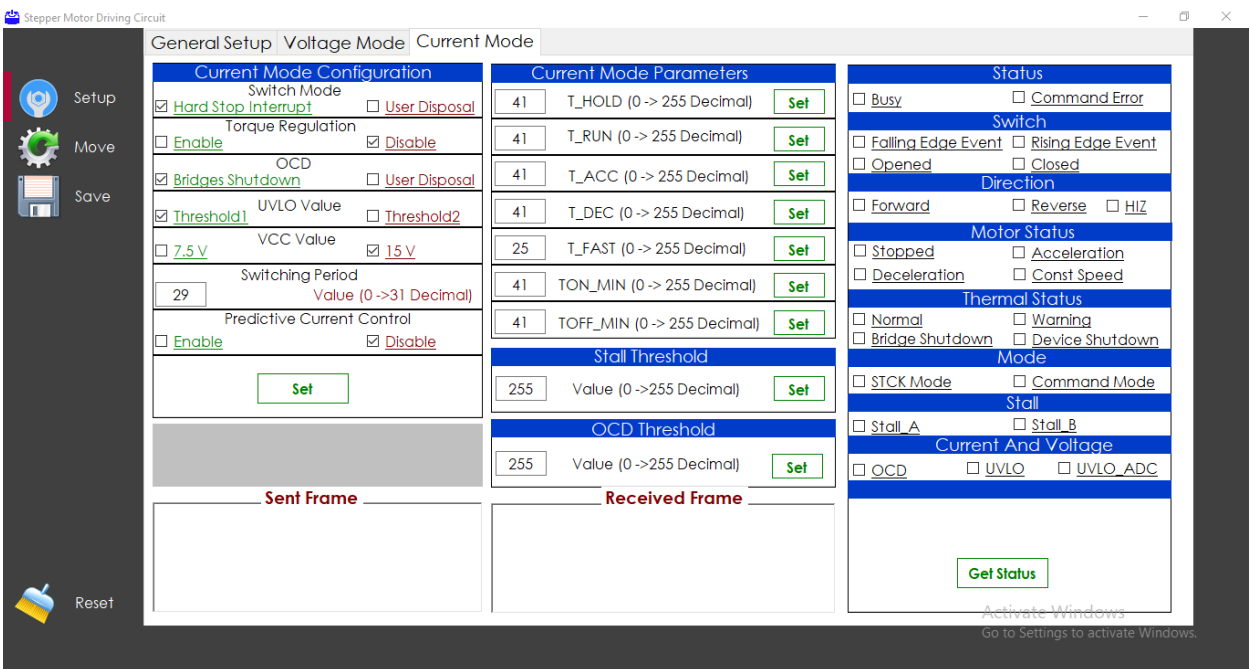 Stepper Motor Driving Circuit
General Setup Voltage Mode Current Mode
Setup
Move
Save
Reset
Current Mode Configuration
Switch Mode
Hard Stop Interrupt User Disposal
Torque Regulation
Enable Disable
OCD
Bridges Shutdown User Disposal
UVLO Value
Threshold1 Threshold2
VCC Value
7.5 V 15 V
Switching Period
29 Value (0 ->31 Decimal)
Predictive Current Control
Enable Disable
Set
Current Mode Parameters
41 T_HOLD (0 -> 255 Decimal) Set
41 T_RUN (0 -> 255 Decimal) Set
41 T_ACC (0 -> 255 Decimal) Set
41 T_DEC (0 -> 255 Decimal) Set
25 T_FAST (0 -> 255 Decimal) Set
41 TON_MIN (0 -> 255 Decimal) Set
41 TOFF_MIN (0 -> 255 Decimal) Set
Stall Threshold
255 Value (0 ->255 Decimal) Set
OCD Threshold
255 Value (0 ->255 Decimal) Set
Sent Frame
Received Frame
Status
Busy Command Error
Switch
Falling Edge Event Rising Edge Event
Opened Closed
Direction
Forward Reverse HIZ
Motor Status
Stopped Acceleration
Deceleration Const Speed
Thermal Status
Normal Warning
Bridge Shutdown Device Shutdown
Mode
STCK Mode Command Mode
Stall
Stall_A Stall_B
Current And Voltage
OCD UVLO UVLO_ADC
Get Status
Activate Windows
Go to Settings to activate Windows.